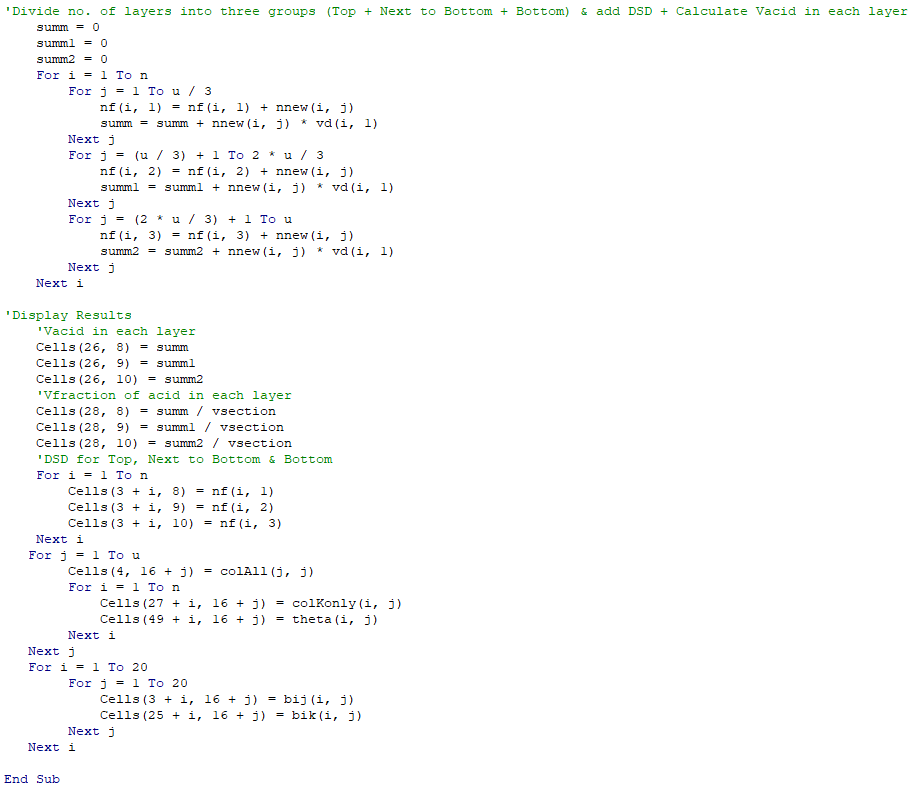 'Divide no. of layers into three groups (Top + Next to Bottom + Bottom) & add DSD + Calculate Vacid in each layer
summ = 0
summ1 = 0
summ2 = 0
For i = 1 To n
For j = 1 To u / 3
nf(i, 1) = nf(i, 1) + nnew(i, j)
summ = summ + nnew(i, j) * vd(i, 1)
Next j
For j = (u / 3) + 1 To 2 * u / 3
nf(i, 2) = nf(i, 2) + nnew(i, j)
summ1 = summ1 + nnew(i, j) * vd(i, 1)
Next j
For j = (2 * u / 3) + 1 To u
nf(i, 3) = nf(i, 3) + nnew(i, j)
summ2 = summ2 + nnew(i, j) * vd(i, 1)
Next j
Next i
'Display Results
'Vacid in each layer
Cells(26, 8) = summ
Cells(26, 9) = summ1
Cells(26, 10) = summ2
'Vfraction of acid in each layer
Cells(28, 8) = summ / vsection
Cells(28, 9) = summ1 / vsection
Cells(28, 10) = summ2 / vsection
'DSD for Top, Next to Bottom & Bottom
For i = 1 To n
Cells(3 + i, 8) = nf(i, 1)
Cells(3 + i, 9) = nf(i, 2)
Cells(3 + i, 10) = nf(i, 3)
Next i
For j = 1 To u
Cells(4, 16 + j) = colAll(j, j)
For i = 1 To n
Cells(27 + i, 16 + j) = colKonly(i, j)
Cells(49 + i, 16 + j) = theta(i, j)
Next i
Next j
For i = 1 To 20
For j = 1 To 20
Cells(3 + i, 16 + j) = bij(i, j)
Cells(25 + i, 16 + j) = bik(i, j)
Next j
Next i
End Sub